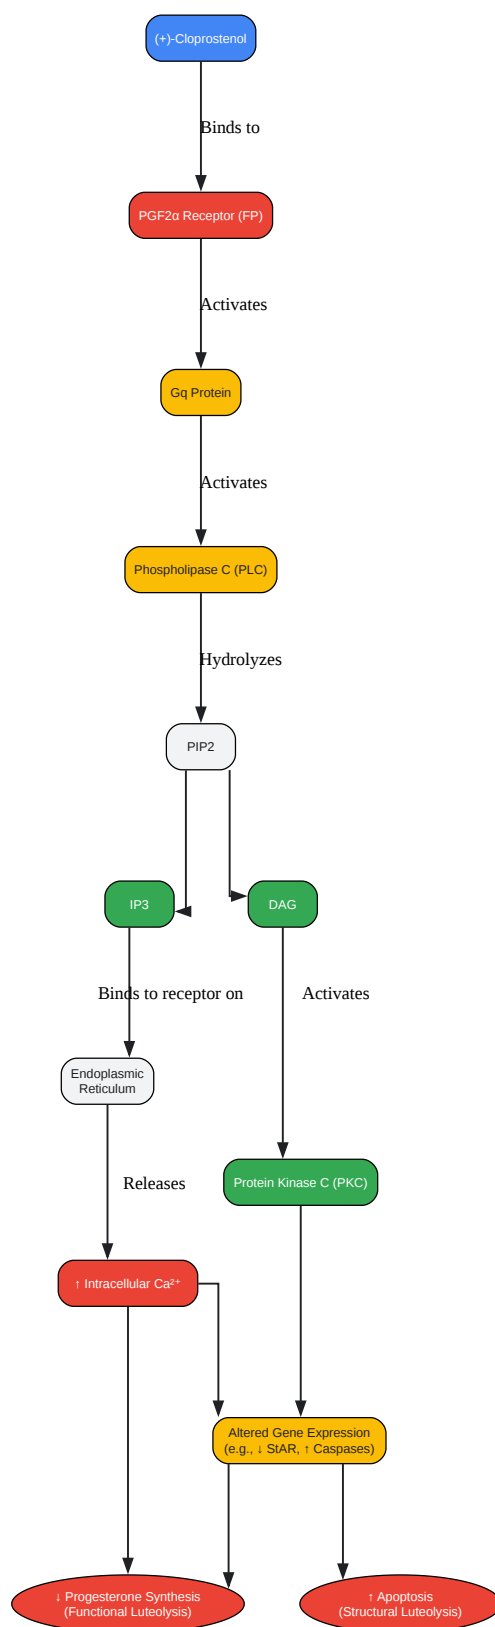 (+)-Cloprostenol
Binds to
PGF2α Receptor (FP)
Activates
Gq Protein
Activates
Phospholipase C (PLC)
Hydrolyzes
PIP2
IP3
DAG
Binds to receptor on
Activates
Endoplasmic
Reticulum
Releases
Protein Kinase C (PKC)
↑ Intracellular Ca²⁺
Altered Gene Expression
(e.g., ↓ StAR, ↑ Caspases)
↓ Progesterone Synthesis
(Functional Luteolysis)
↑ Apoptosis
(Structural Luteolysis)